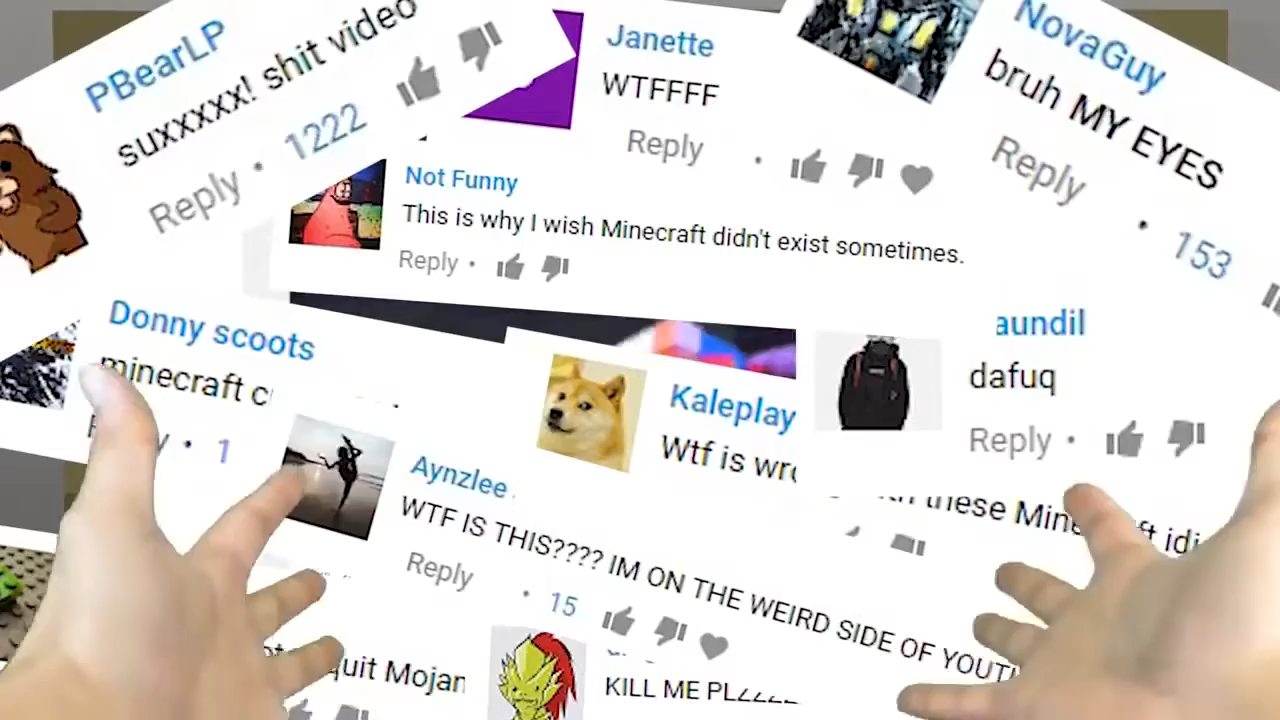 PBearLP
suxxxxx! shit video
Reply • 1222
Janette
WTFFFF
Reply •
NovaGuy
bruh MY EYES
Reply • 153
Not Funny
This is why I wish Minecraft didn't exist sometimes.
Reply •
Donny scoots
minecraft c
• 1
Kaleplay
Wtf is
these
aundil
dafuq
Reply •
Aynzlee
WTF IS THIS???? IM ON THE WEIRD SIDE OF YOUT
Reply • 15
quit Mojan
KILL ME PLZZZZ